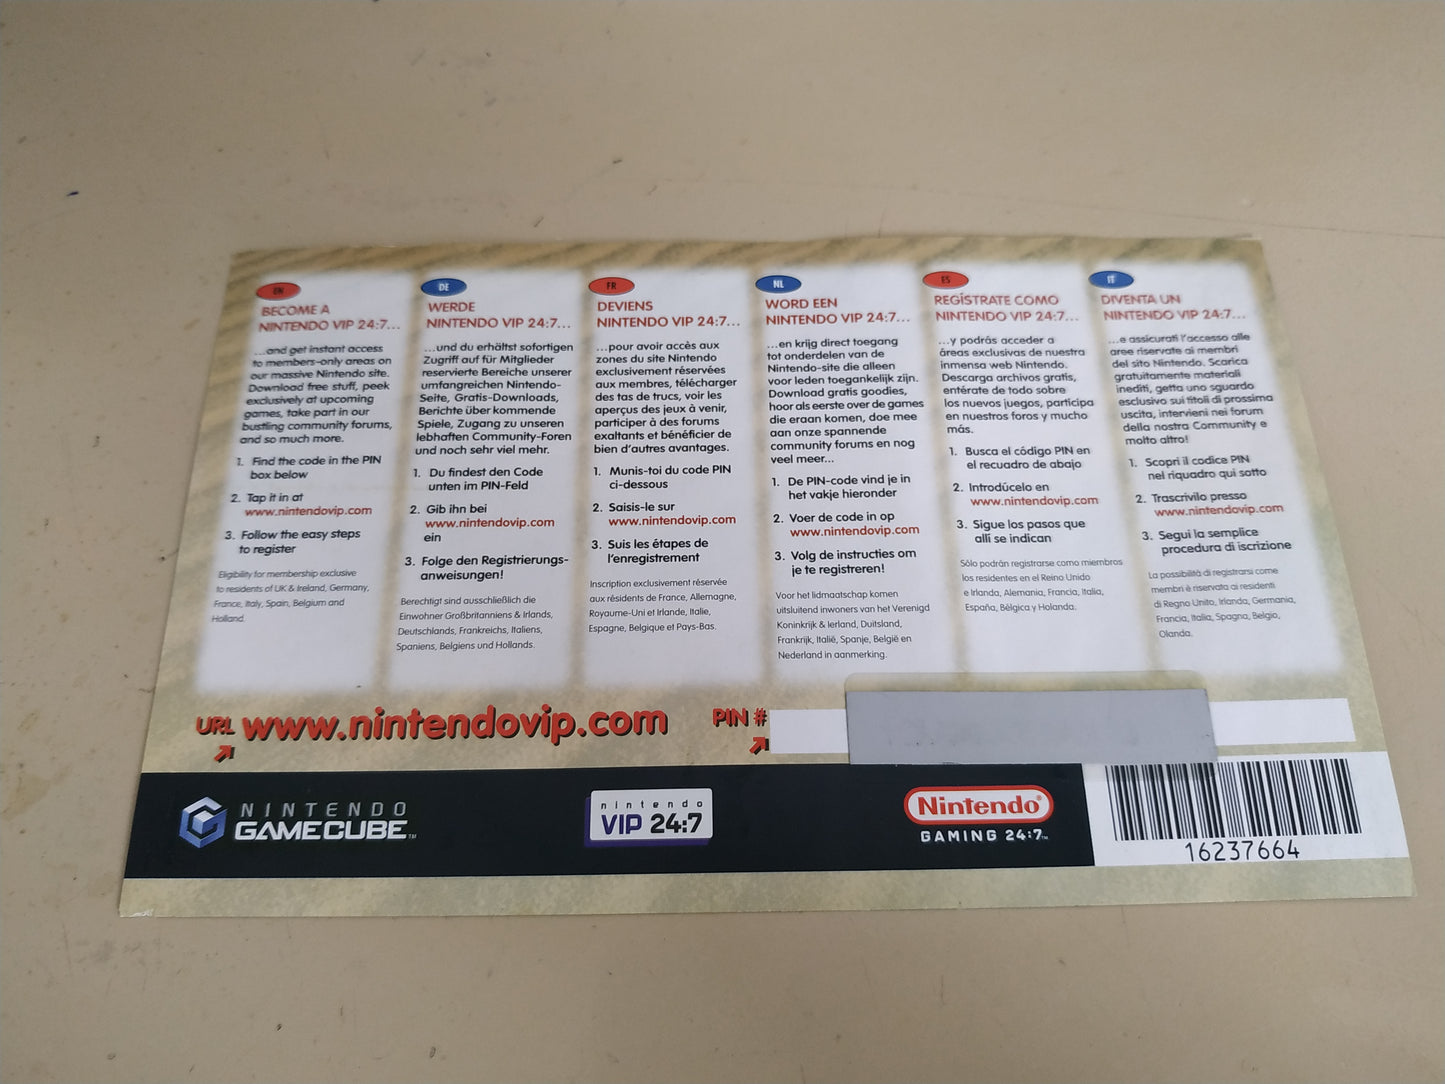 EN
BECOME A
NINTENDO VIP 24:7...
...and get instant access
to members-only areas on
our massive Nintendo site.
Download free stuff, peek
exclusively at upcoming
games, take part in our
bustling community forums,
and so much more.
1. Find the code in the PIN
box below
2. Tap it in at
www.nintendovip.com
3. Follow the easy steps
to register
Eligibility for membership exclusive
to residents of UK & Ireland, Germany,
France, Italy, Spain, Belgium and
Holland.
DE
WERDE
NINTENDO VIP 24:7...
...und du erhältst sofortigen
Zugriff auf für Mitglieder
reservierte Bereiche unserer
umfangreichen Nintendo-
Seite, Gratis-Downloads,
Berichte über kommende
Spiele, Zugang zu unseren
lebhaften Community-Foren
und noch sehr viel mehr.
1. Du findest den Code
unten im PIN-Feld
2. Gib ihn bei
www.nintendovip.com
ein
3. Folge den Registrierungs-
anweisungen!
Berechtigt sind ausschließlich die
Einwohner Großbritanniens & Irlands,
Deutschlands, Frankreichs, Italiens,
Spaniens, Belgiens und Hollands.
FR
DEVIENS
NINTENDO VIP 24:7...
...pour avoir accès aux
zones du site Nintendo
exclusivement réservées
aux membres, télécharger
des tas de trucs, voir les
aperçus des jeux à venir,
participer à des forums
exaltants et bénéficier de
bien d'autres avantages.
1. Munis-toi du code PIN
ci-dessous
2. Saisis-le sur
www.nintendovip.com
3. Suis les étapes de
l'enregistrement
Inscription exclusivement réservée
aux résidents de France, Allemagne,
Royaume-Uni et Irlande, Italie,
Espagne, Belgique et Pays-Bas.
NL
WORD EEN
NINTENDO VIP 24:7...
...en krijg direct toegang
tot onderdelen van de
Nintendo-site die alleen
voor leden toegankelijk zijn.
Download gratis goodies,
hoor als eerste over de games
die eraan komen, doe mee
aan onze spannende
community forums en nog
veel meer...
1. De PIN-code vind je in
het vakje hieronder
2. Voer de code in op
www.nintendovip.com
3. Volg de instructies om
je te registreren!
Voor het lidmaatschap komen
uitsluitend inwoners van het Verenigd
Koninkrijk & Ierland, Duitsland,
Frankrijk, Italië, Spanje, België en
Nederland in aanmerking.
ES
REGÍSTRATE COMO
NINTENDO VIP 24:7...
...y podrás acceder a
áreas exclusivas de nuestra
inmensa web Nintendo.
Descarga archivos gratis,
entérate de todo sobre
los nuevos juegos, participa
en nuestros foros y mucho
más.
1. Busca el código PIN en
el recuadro de abajo
2. Introdúcelo en
www.nintendovip.com
3. Sigue los pasos que
allí se indican
Sólo podrán registrarse como miembros
los residentes en el Reino Unido
e Irlanda, Alemania, Francia, Italia,
España, Bélgica y Holanda.
IT
DIVENTA UN
NINTENDO VIP 24:7...
...e assicurati l'accesso alle
aree riservate ai membri
del sito Nintendo. Scarica
gratuitamente materiali
inediti, getta uno sguardo
esclusivo sui titoli di prossima
uscita, intervieni nei forum
della nostra Community e
molto altro!
1. Scopri il codice PIN
nel riquadro qui sotto
2. Trascrivilo presso
www.nintendovip.com
3. Segui la semplice
procedura di iscrizione
La possibilità di registrarsi come
membri è riservata ai residenti
di Regno Unito, Irlanda, Germania,
Francia, Italia, Spagna, Belgio,
Olanda.
URL www.nintendovip.com PIN #
NINTENDO
GAMECUBE™
nintendo
VIP 24:7
Nintendo®
GAMING 24:7™
16237664